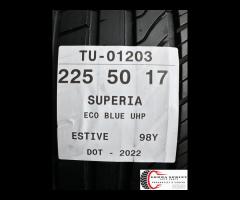 TU-01203
225 50 17
SUPERIA
ECO BLUE UHP
ESTIVE 98Y
DOT - 2022